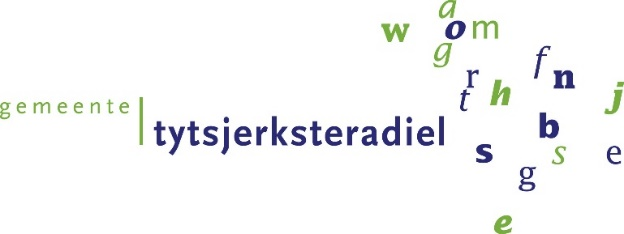 gemeente
tytsjerksteradiel
a
w o m
g
f
r n
t h j
b
s s e
g
e